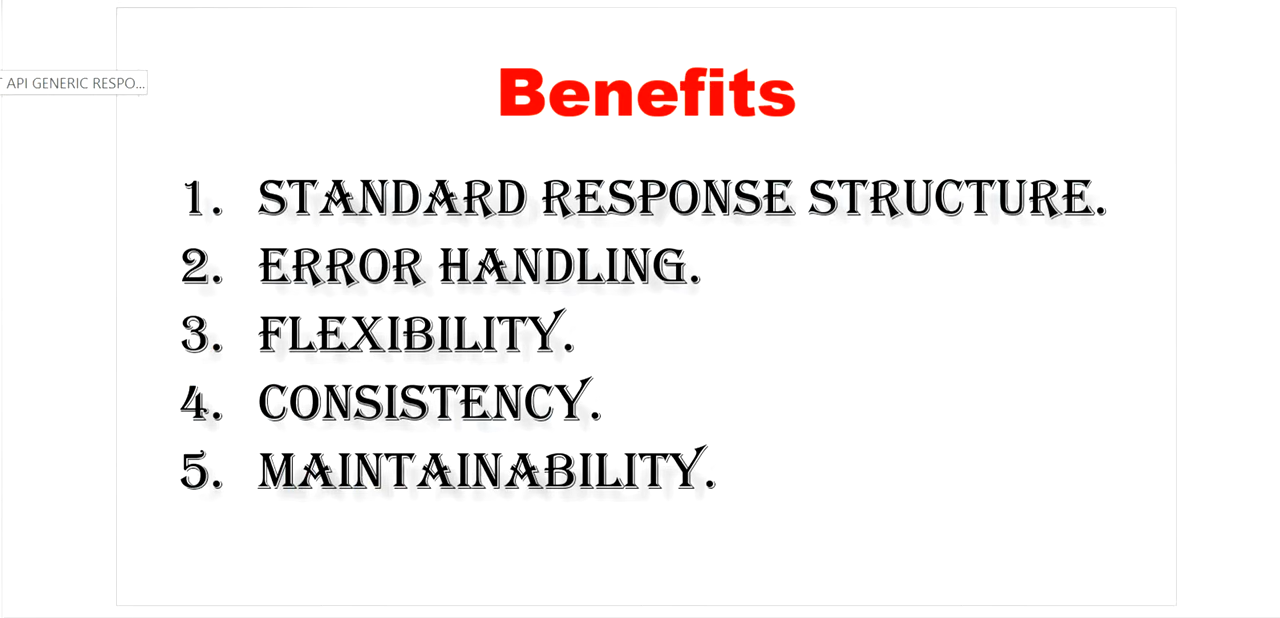 API GENERIC RESPO...
Benefits
1. STANDARD RESPONSE STRUCTURE.
2. ERROR HANDLING.
3. FLEXIBILITY.
4. CONSISTENCY.
5. MAINTAINABILITY.